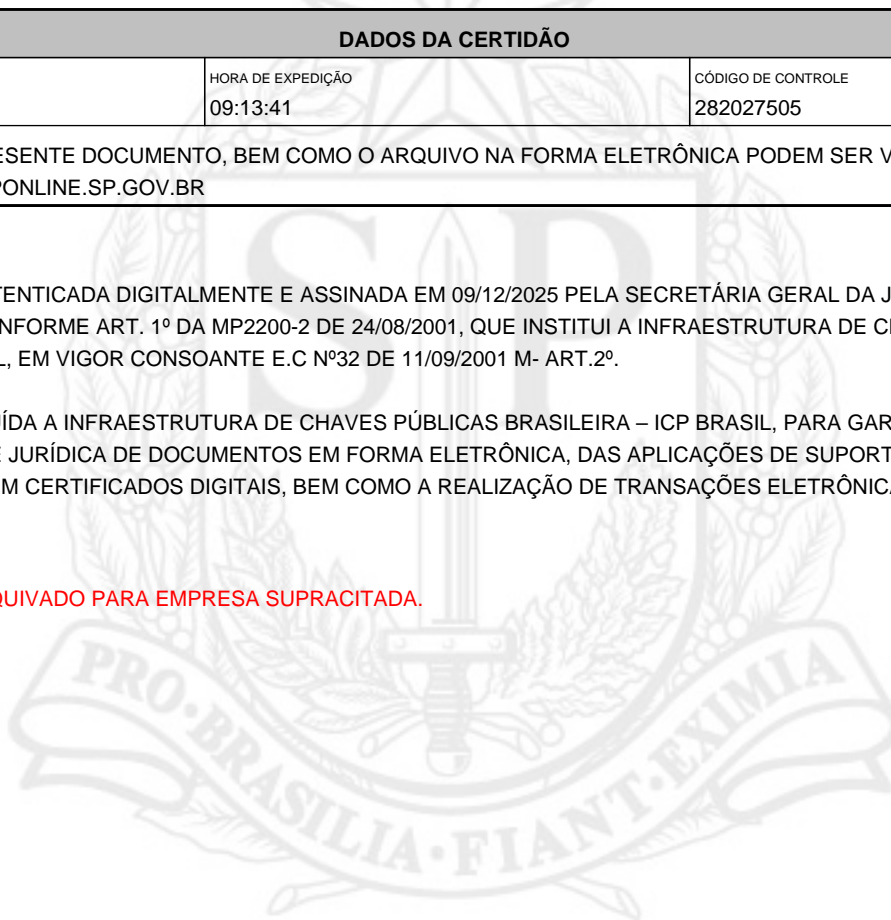 DADOS DA CERTIDÃO
HORA DE EXPEDIÇÃO
CÓDIGO DE CONTROLE
09:13:41
282027505
ESENTE DOCUMENTO, BEM COMO O ARQUIVO NA FORMA ELETRÔNICA PODEM SER V
PONLINE.SP.GOV.BR
TENTICADA DIGITALMENTE E ASSINADA EM 09/12/2025 PELA SECRETÁRIA GERAL DA J
NFORME ART. 1º DA MP2200-2 DE 24/08/2001, QUE INSTITUI A INFRAESTRUTURA DE C
L, EM VIGOR CONSOANTE E.C Nº32 DE 11/09/2001 M- ART.2º.
ÍDA A INFRAESTRUTURA DE CHAVES PÚBLICAS BRASILEIRA – ICP BRASIL, PARA GAR
E JURÍDICA DE DOCUMENTOS EM FORMA ELETRÔNICA, DAS APLICAÇÕES DE SUPORT
M CERTIFICADOS DIGITAIS, BEM COMO A REALIZAÇÃO DE TRANSAÇÕES ELETRÔNICA
QUIVADO PARA EMPRESA SUPRACITADA.
SP
PRO·BRASILIA·FIANT·EXIMIA